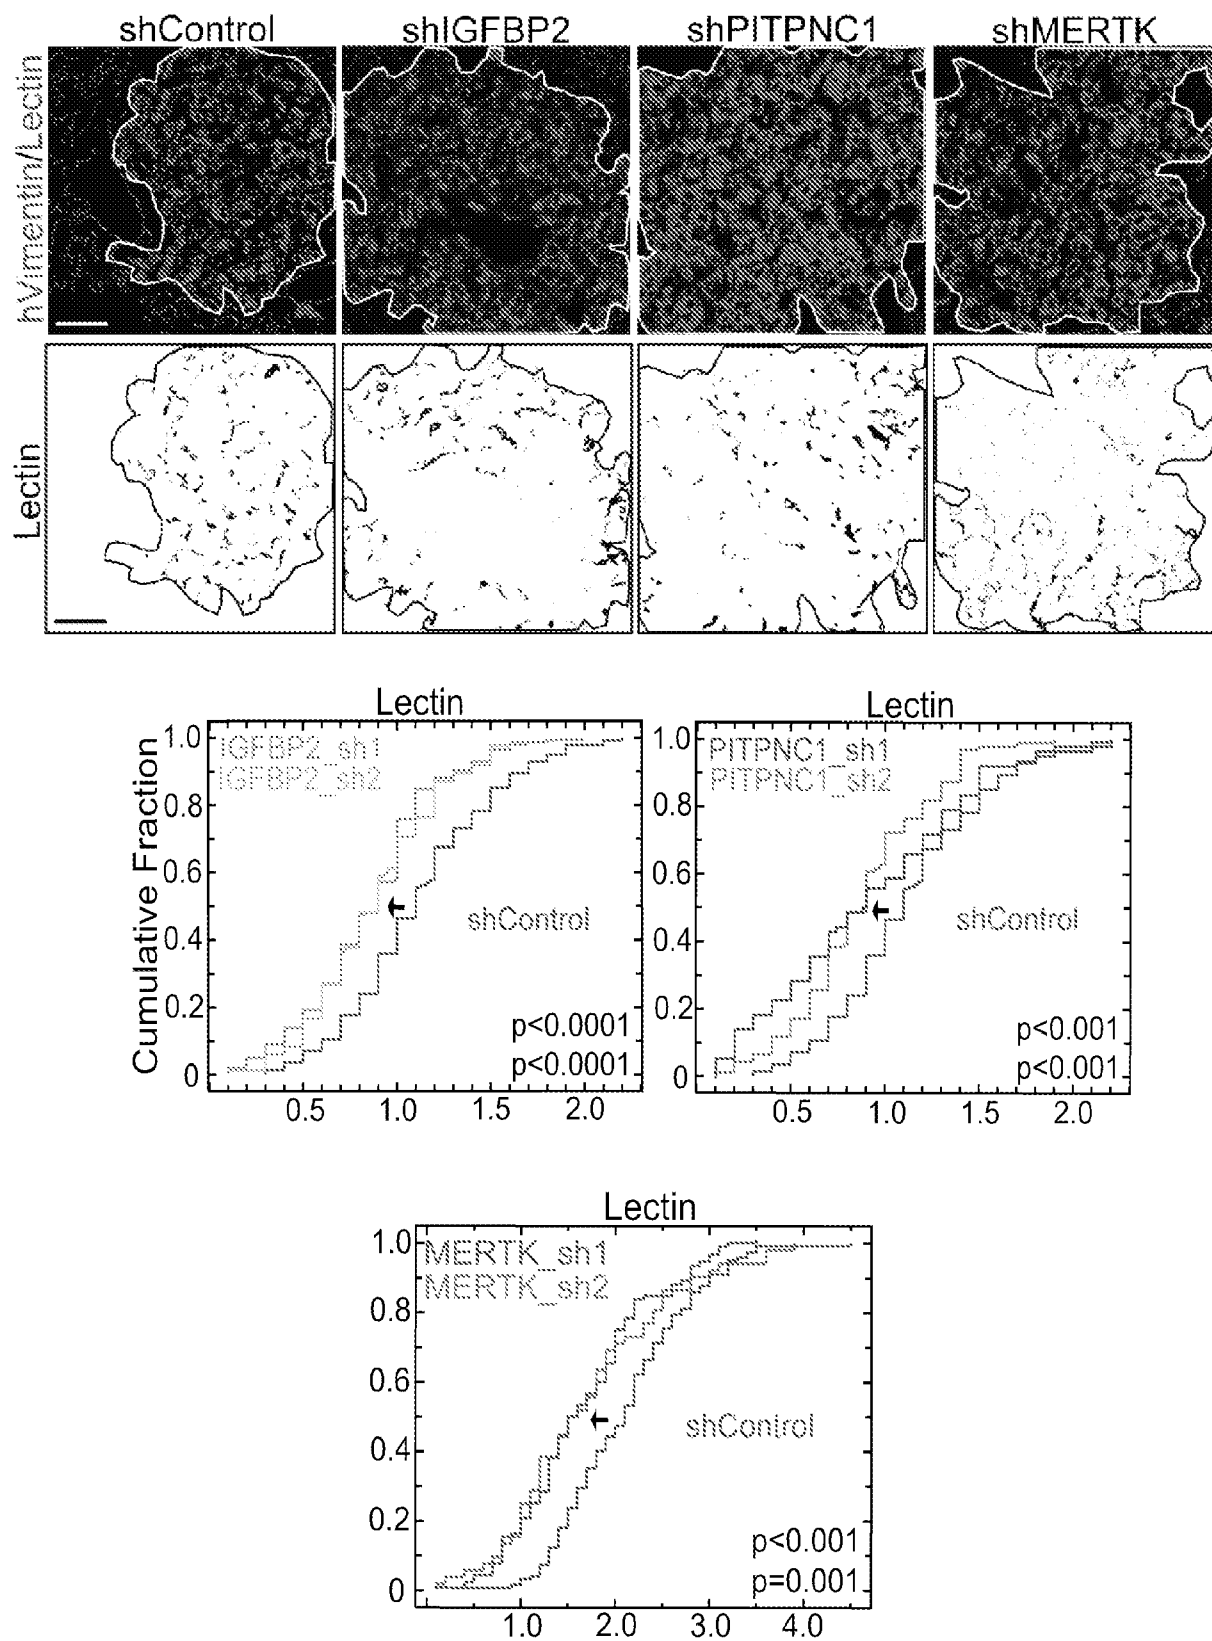 shControl shIGFBP2 shPITPNC1 shMERTK
hVimentin/Lectin
Lectin
Lectin
IGFBP2_sh1
IGFBP2_sh2
shControl
p<0.0001
p<0.0001
Cumulative Fraction
1.0
0.8
0.6
0.4
0.2
0
0.5 1.0 1.5 2.0
Lectin
PITPNC1_sh1
PITPNC1_sh2
shControl
p<0.001
p<0.001
1.0
0.8
0.6
0.4
0.2
0
0.5 1.0 1.5 2.0
Lectin
MERTK_sh1
MERTK_sh2
shControl
p<0.001
p=0.001
1.0
0.8
0.6
0.4
0.2
0
1.0 2.0 3.0 4.0